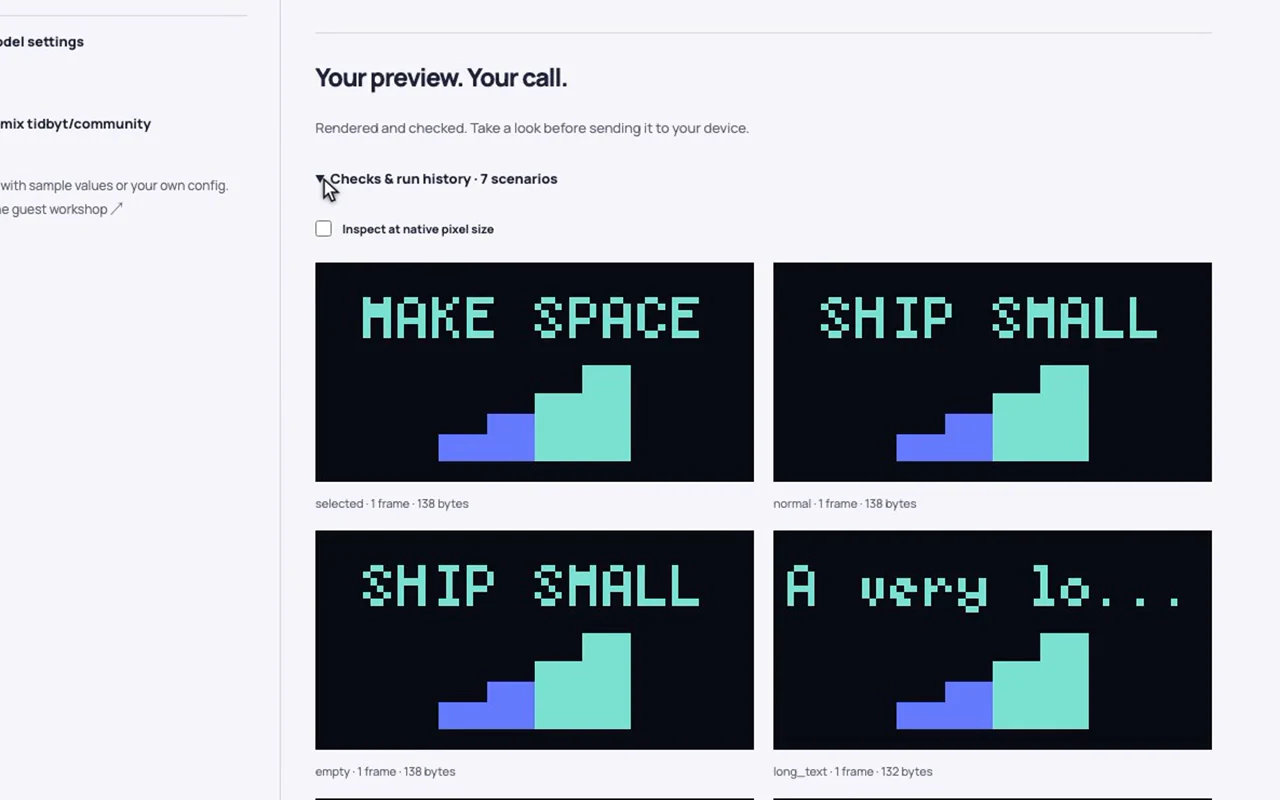 odel settings
mix tidbyt/community
with sample values or your own config.
he guest workshop ↗
Your preview. Your call.
Rendered and checked. Take a look before sending it to your device.
▼ Checks & run history · 7 scenarios
Inspect at native pixel size
MAKE SPACE
SHIP SMALL
selected · 1 frame · 138 bytes
normal · 1 frame · 138 bytes
SHIP SMALL
A very lo...
empty · 1 frame · 138 bytes
long_text · 1 frame · 132 bytes